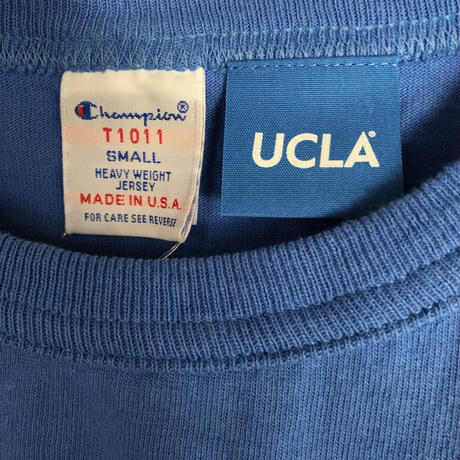 Champion®
T1011
SMALL
HEAVY WEIGHT
JERSEY
MADE IN U.S.A.
FOR CARE SEE REVERSE
UCLA®